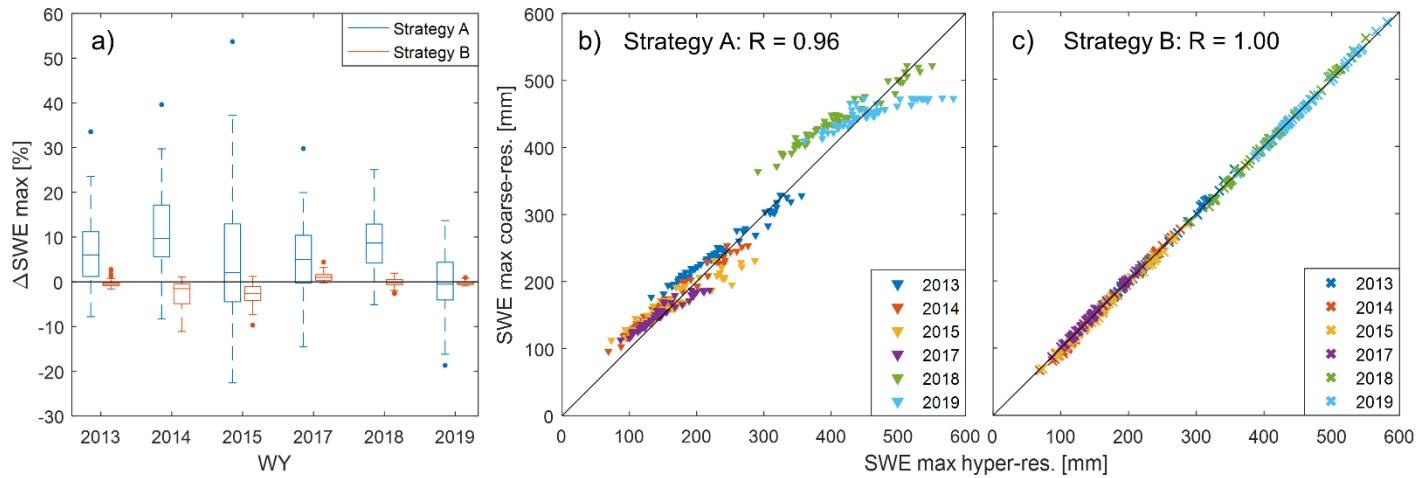 a)
Strategy A
Strategy B
ΔSWE max [%]
60
50
40
30
20
10
0
-10
-20
-30
2013 2014 2015 2017 2018 2019
WY
b) Strategy A: R = 0.96
SWE max coarse-res. [mm]
600
500
400
300
200
100
0
0 100 200 300 400 500 600
2013
2014
2015
2017
2018
2019
c) Strategy B: R = 1.00
2013
2014
2015
2017
2018
2019
0 100 200 300 400 500 600
SWE max hyper-res. [mm]